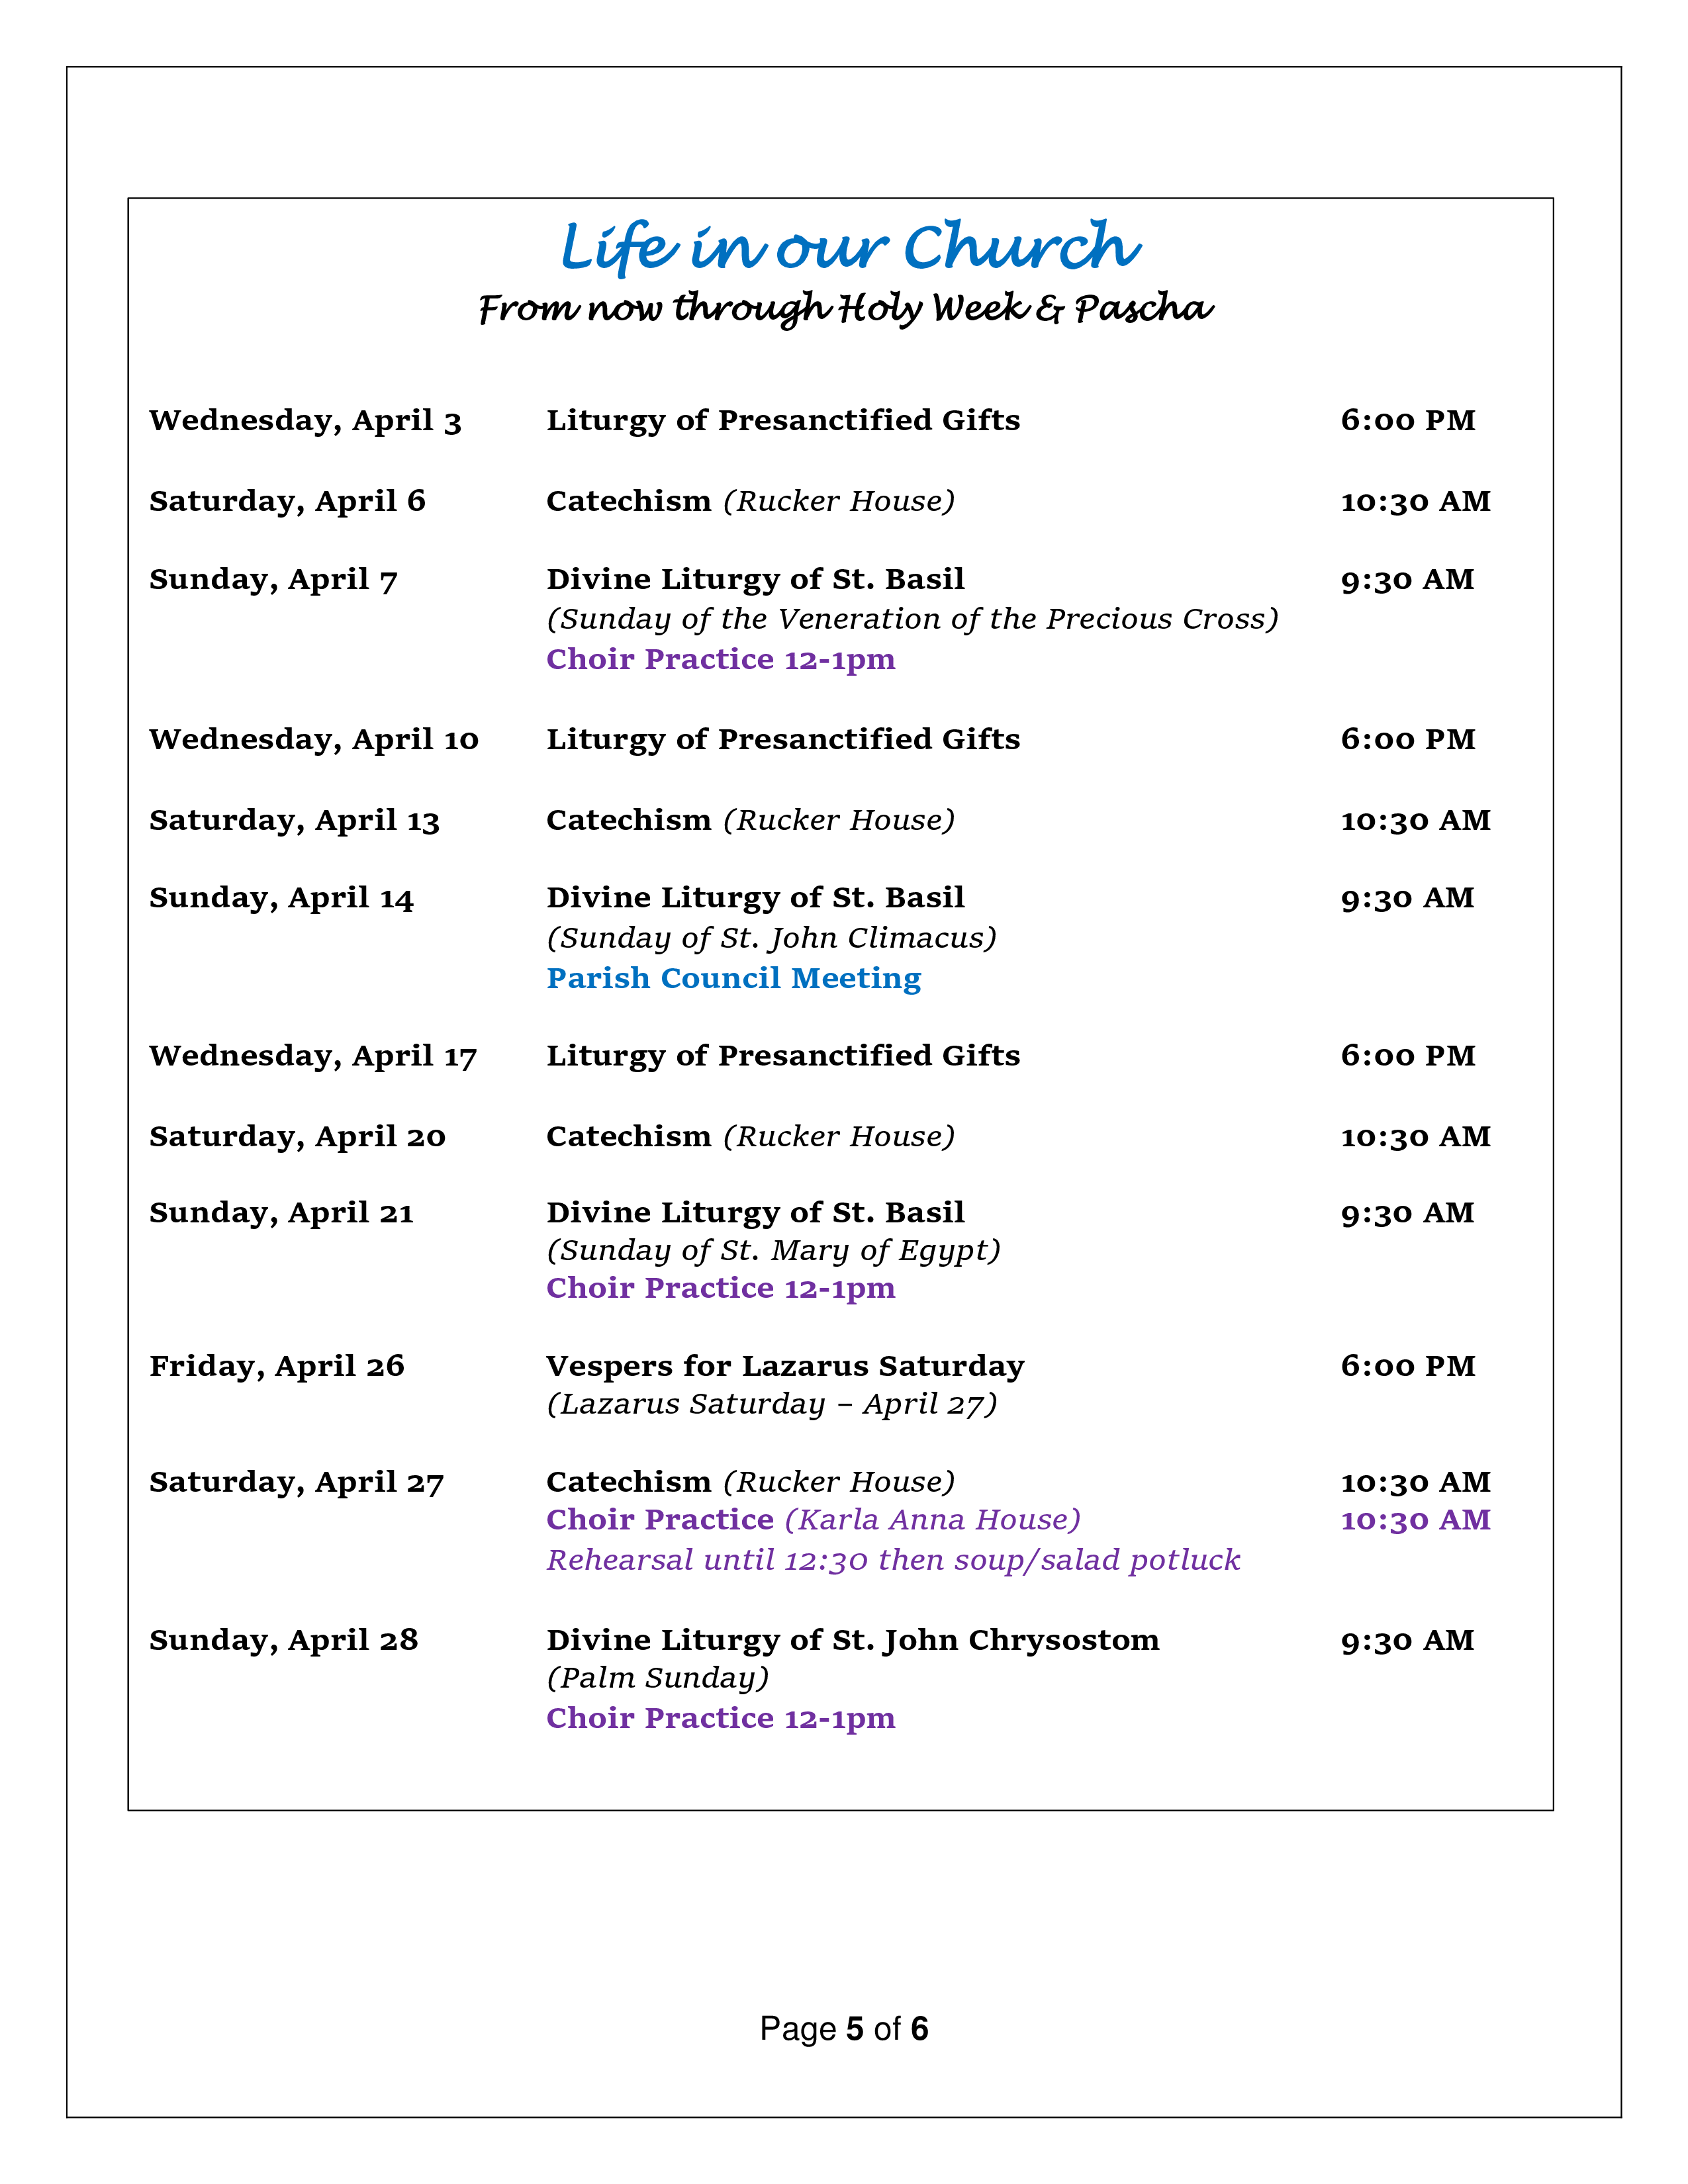 Life in our Church
From now through Holy Week & Pascha
Wednesday, April 3 Liturgy of Presanctified Gifts 6:00 PM
Saturday, April 6 Catechism (Rucker House) 10:30 AM
Sunday, April 7 Divine Liturgy of St. Basil 9:30 AM
(Sunday of the Veneration of the Precious Cross)
Choir Practice 12-1pm
Wednesday, April 10 Liturgy of Presanctified Gifts 6:00 PM
Saturday, April 13 Catechism (Rucker House) 10:30 AM
Sunday, April 14 Divine Liturgy of St. Basil 9:30 AM
(Sunday of St. John Climacus)
Parish Council Meeting
Wednesday, April 17 Liturgy of Presanctified Gifts 6:00 PM
Saturday, April 20 Catechism (Rucker House) 10:30 AM
Sunday, April 21 Divine Liturgy of St. Basil 9:30 AM
(Sunday of St. Mary of Egypt)
Choir Practice 12-1pm
Friday, April 26 Vespers for Lazarus Saturday 6:00 PM
(Lazarus Saturday – April 27)
Saturday, April 27 Catechism (Rucker House) 10:30 AM
Choir Practice (Karla Anna House) 10:30 AM
Rehearsal until 12:30 then soup/salad potluck
Sunday, April 28 Divine Liturgy of St. John Chrysostom 9:30 AM
(Palm Sunday)
Choir Practice 12-1pm
Page 5 of 6